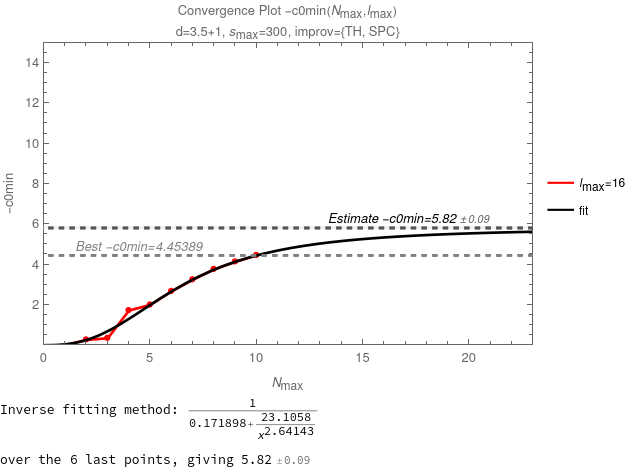 Convergence Plot −c0min(Nmax,lmax)
d=3.5+1, smax=300, improv={TH, SPC}
−c0min
14
12
10
8
6
4
2
Estimate −c0min=5.82 ±0.09
Best −c0min=4.45389
lmax=16
fit
0 5 10 15 20
Nmax
Inverse fitting method: 1
0.171898+ 23.1058
x^2.64143
over the 6 last points, giving 5.82 ±0.09